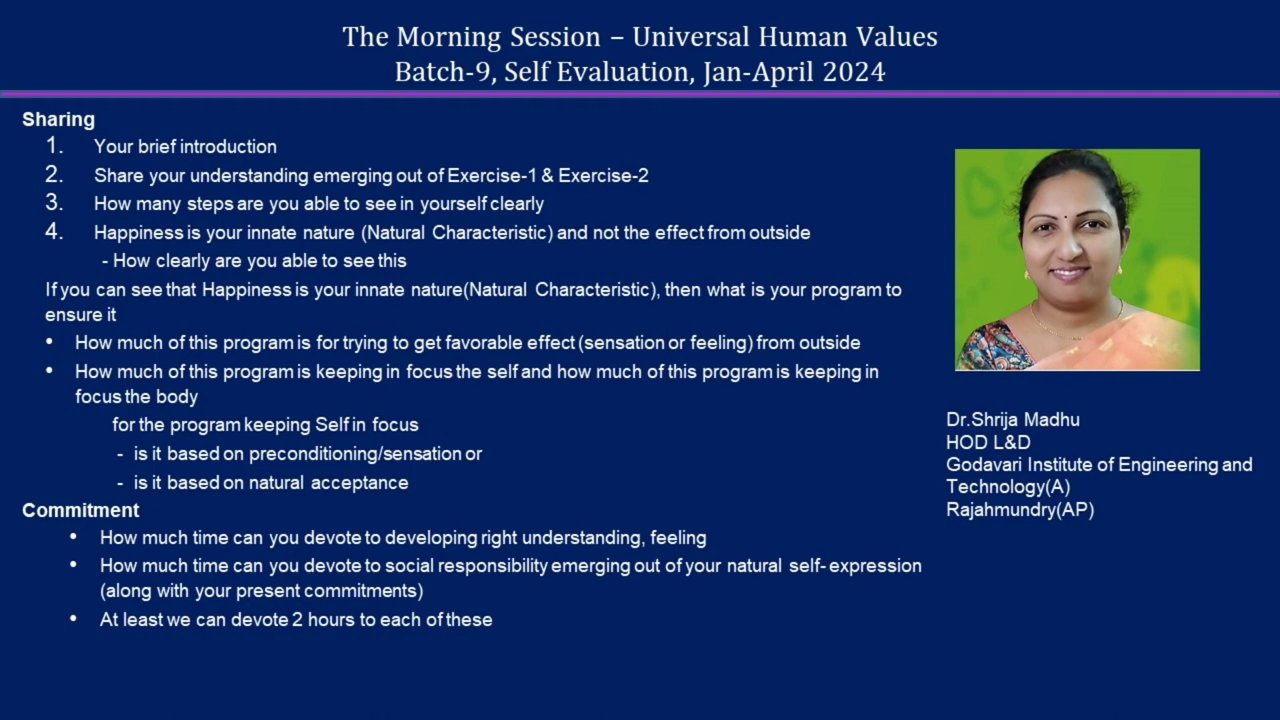 The Morning Session – Universal Human Values
Batch-9, Self Evaluation, Jan-April 2024
Sharing
1. Your brief introduction
2. Share your understanding emerging out of Exercise-1 & Exercise-2
3. How many steps are you able to see in yourself clearly
4. Happiness is your innate nature (Natural Characteristic) and not the effect from outside
- How clearly are you able to see this
If you can see that Happiness is your innate nature(Natural Characteristic), then what is your program to
ensure it
• How much of this program is for trying to get favorable effect (sensation or feeling) from outside
• How much of this program is keeping in focus the self and how much of this program is keeping in
focus the body
for the program keeping Self in focus
- is it based on preconditioning/sensation or
- is it based on natural acceptance
Commitment
• How much time can you devote to developing right understanding, feeling
• How much time can you devote to social responsibility emerging out of your natural self-expression
(along with your present commitments)
• At least we can devote 2 hours to each of these
Dr.Shrija Madhu
HOD L&D
Godavari Institute of Engineering and
Technology(A)
Rajahmundry(AP)